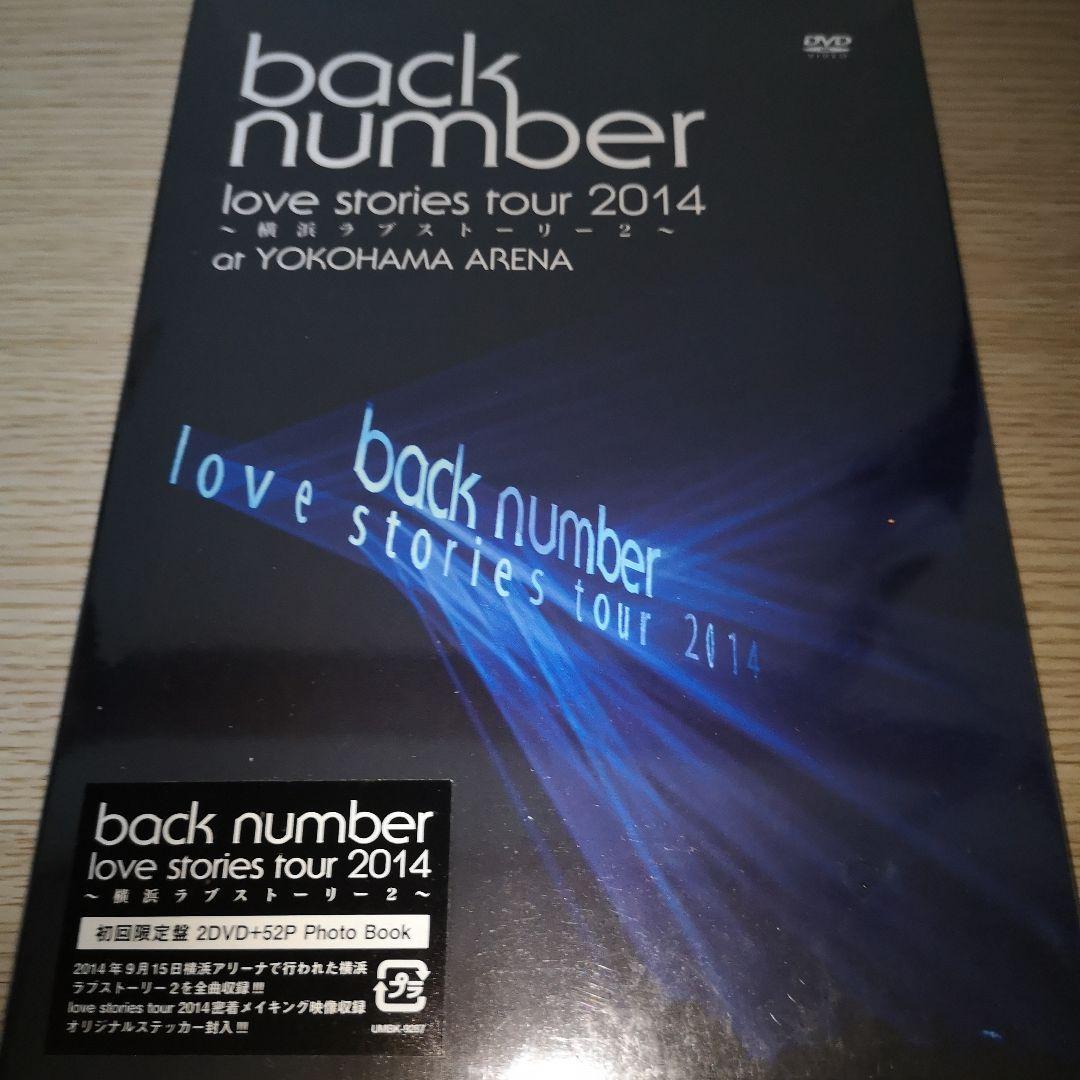 back
number
DVD
VIDEO
love stories tour 2014
～横浜ラブストーリー2～
at YOKOHAMA ARENA
back number
love stories tour 2014
back number
love stories tour 2014
～横浜ラブストーリー2～
初回限定盤 2DVD+52P Photo Book
2014年9月15日横浜アリーナで行われた横浜
ラブストーリー2を全曲収録!!!
love stories tour 2014密着メイキング映像収録
オリジナルステッカー封入!!!
プラ
UMBK-9287